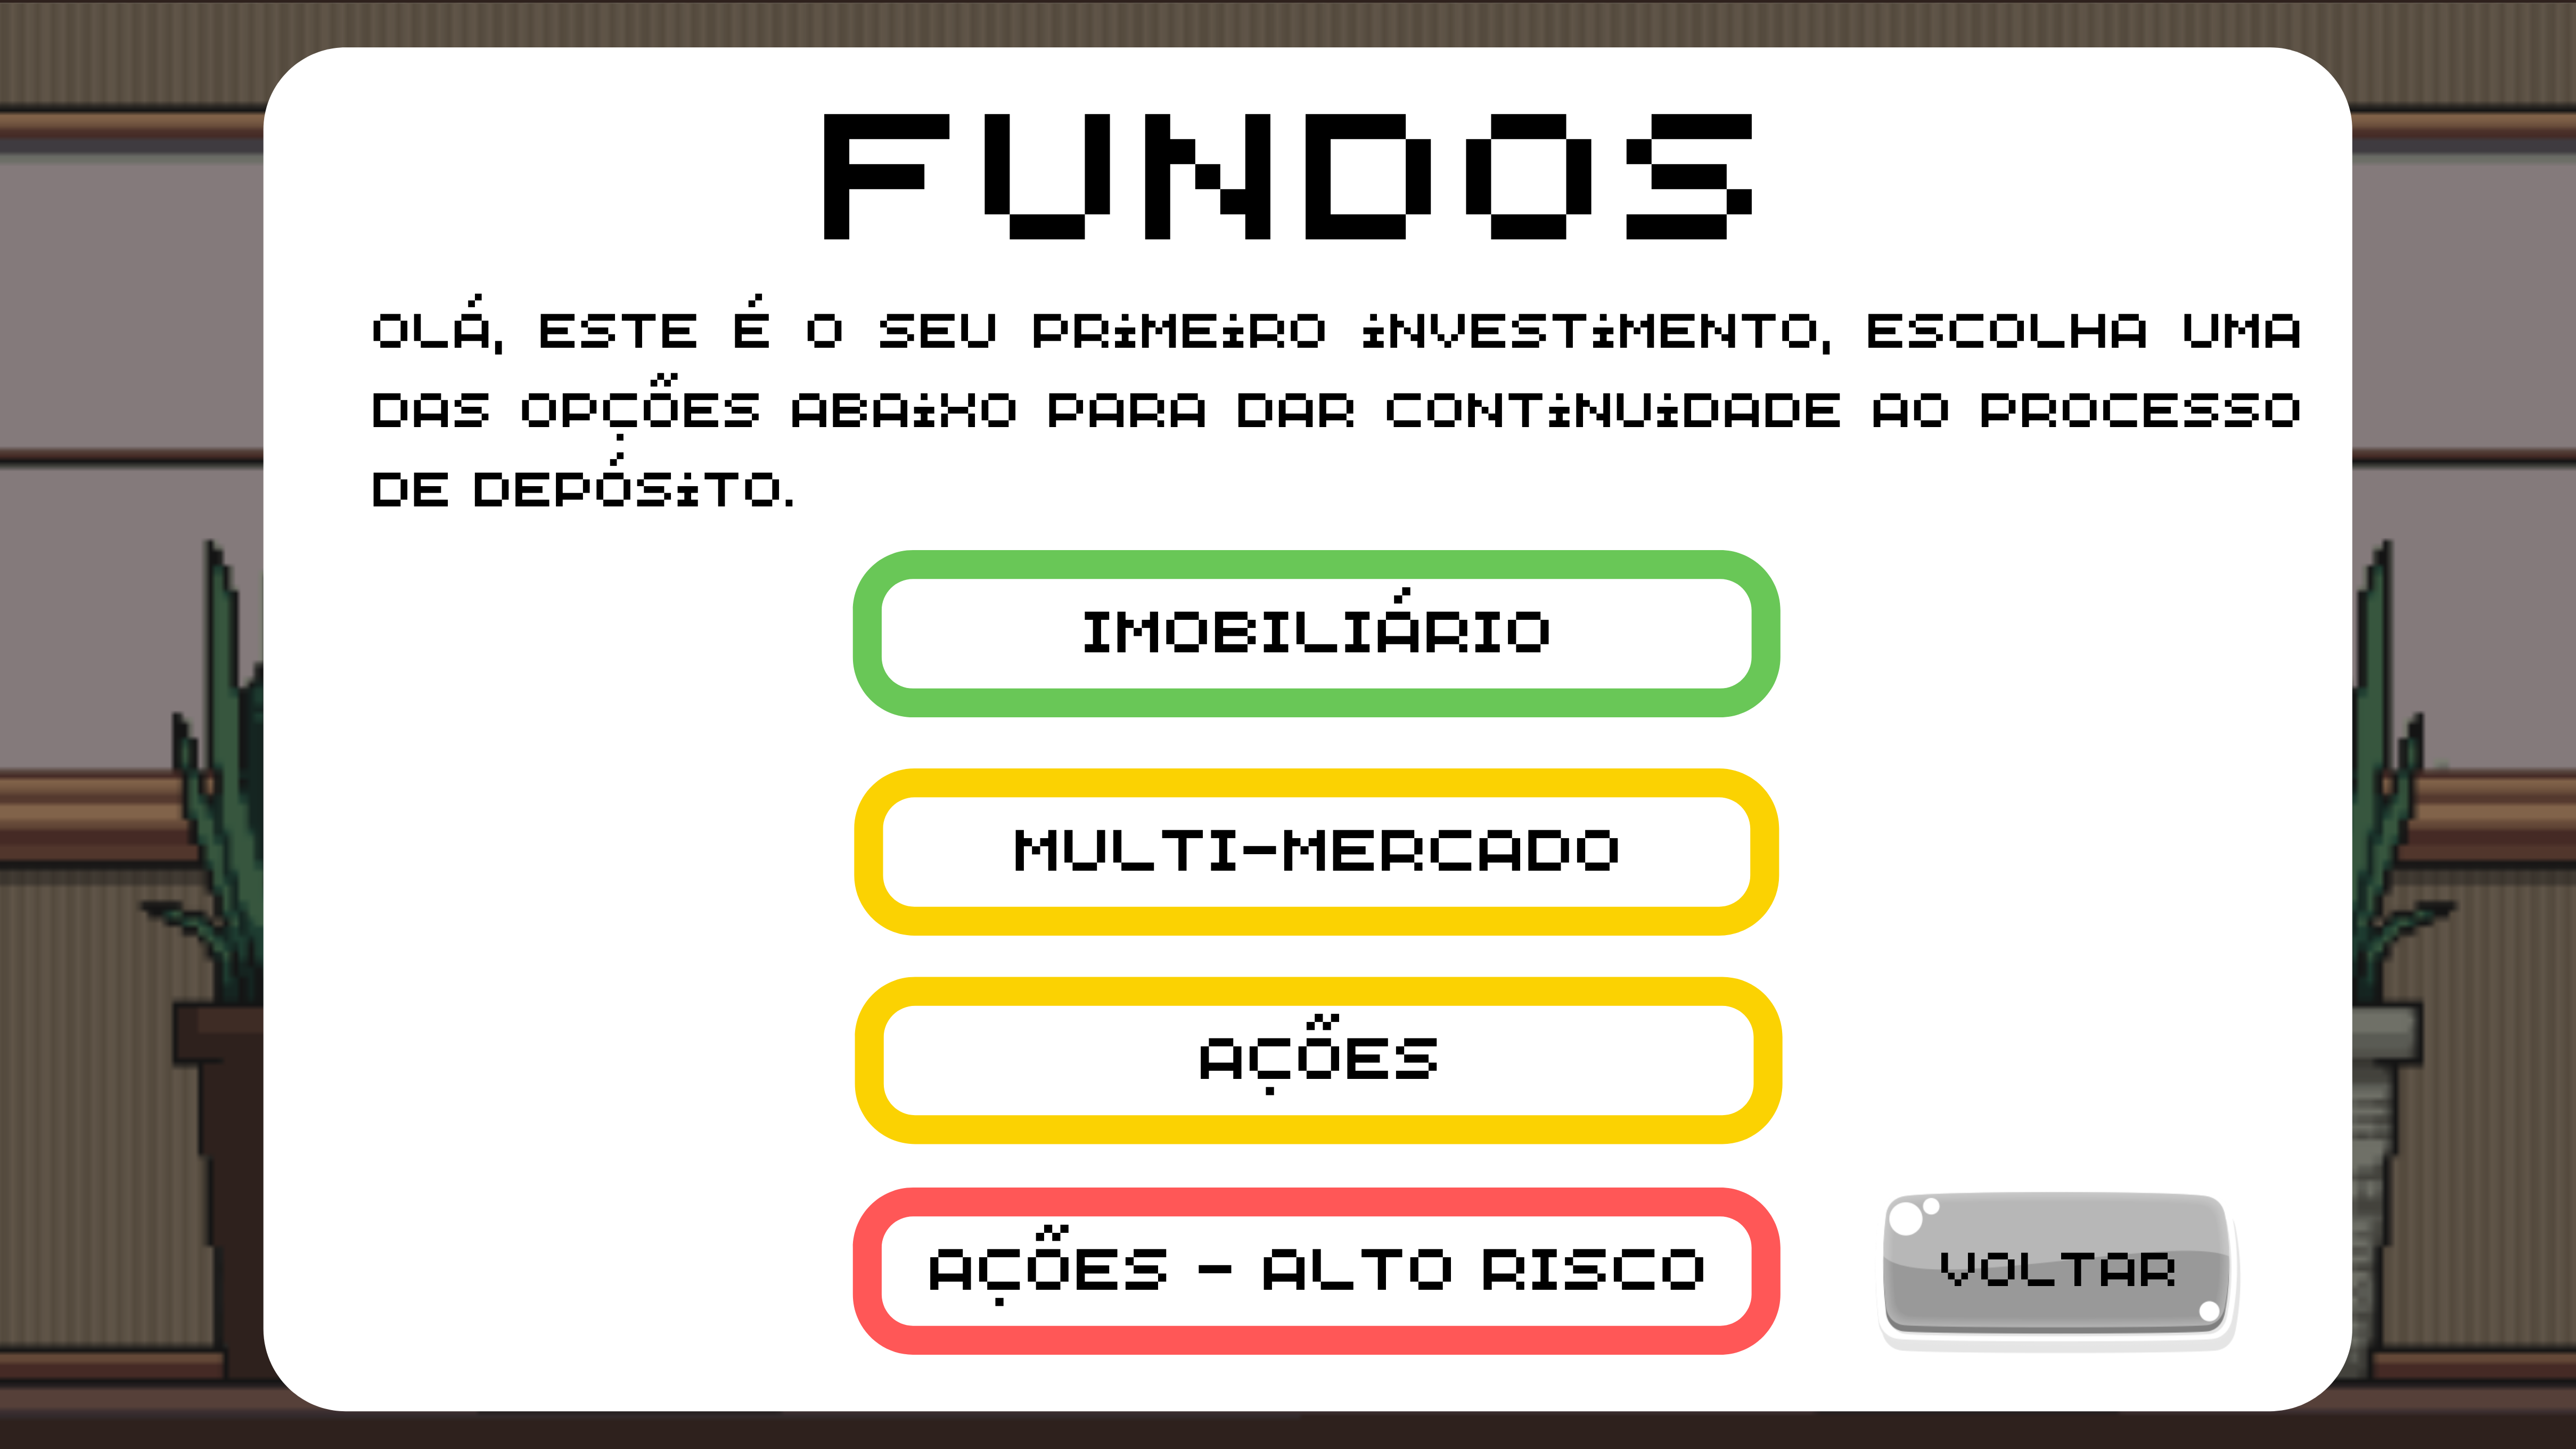 FUNDOS
OLÁ, ESTE É O SEU PRiMEiRO iNVESTiMENTO, ESCOLHA UMA
DAS OPÇÕES ABAiXO PARA DAR CONTiNUiDADE AO PROCESSO
DE DEPÓSiTO.
IMOBILIÁRIO
MULTI-MERCADO
AÇÕES
AÇÕES - ALTO RISCO
VOLTAR